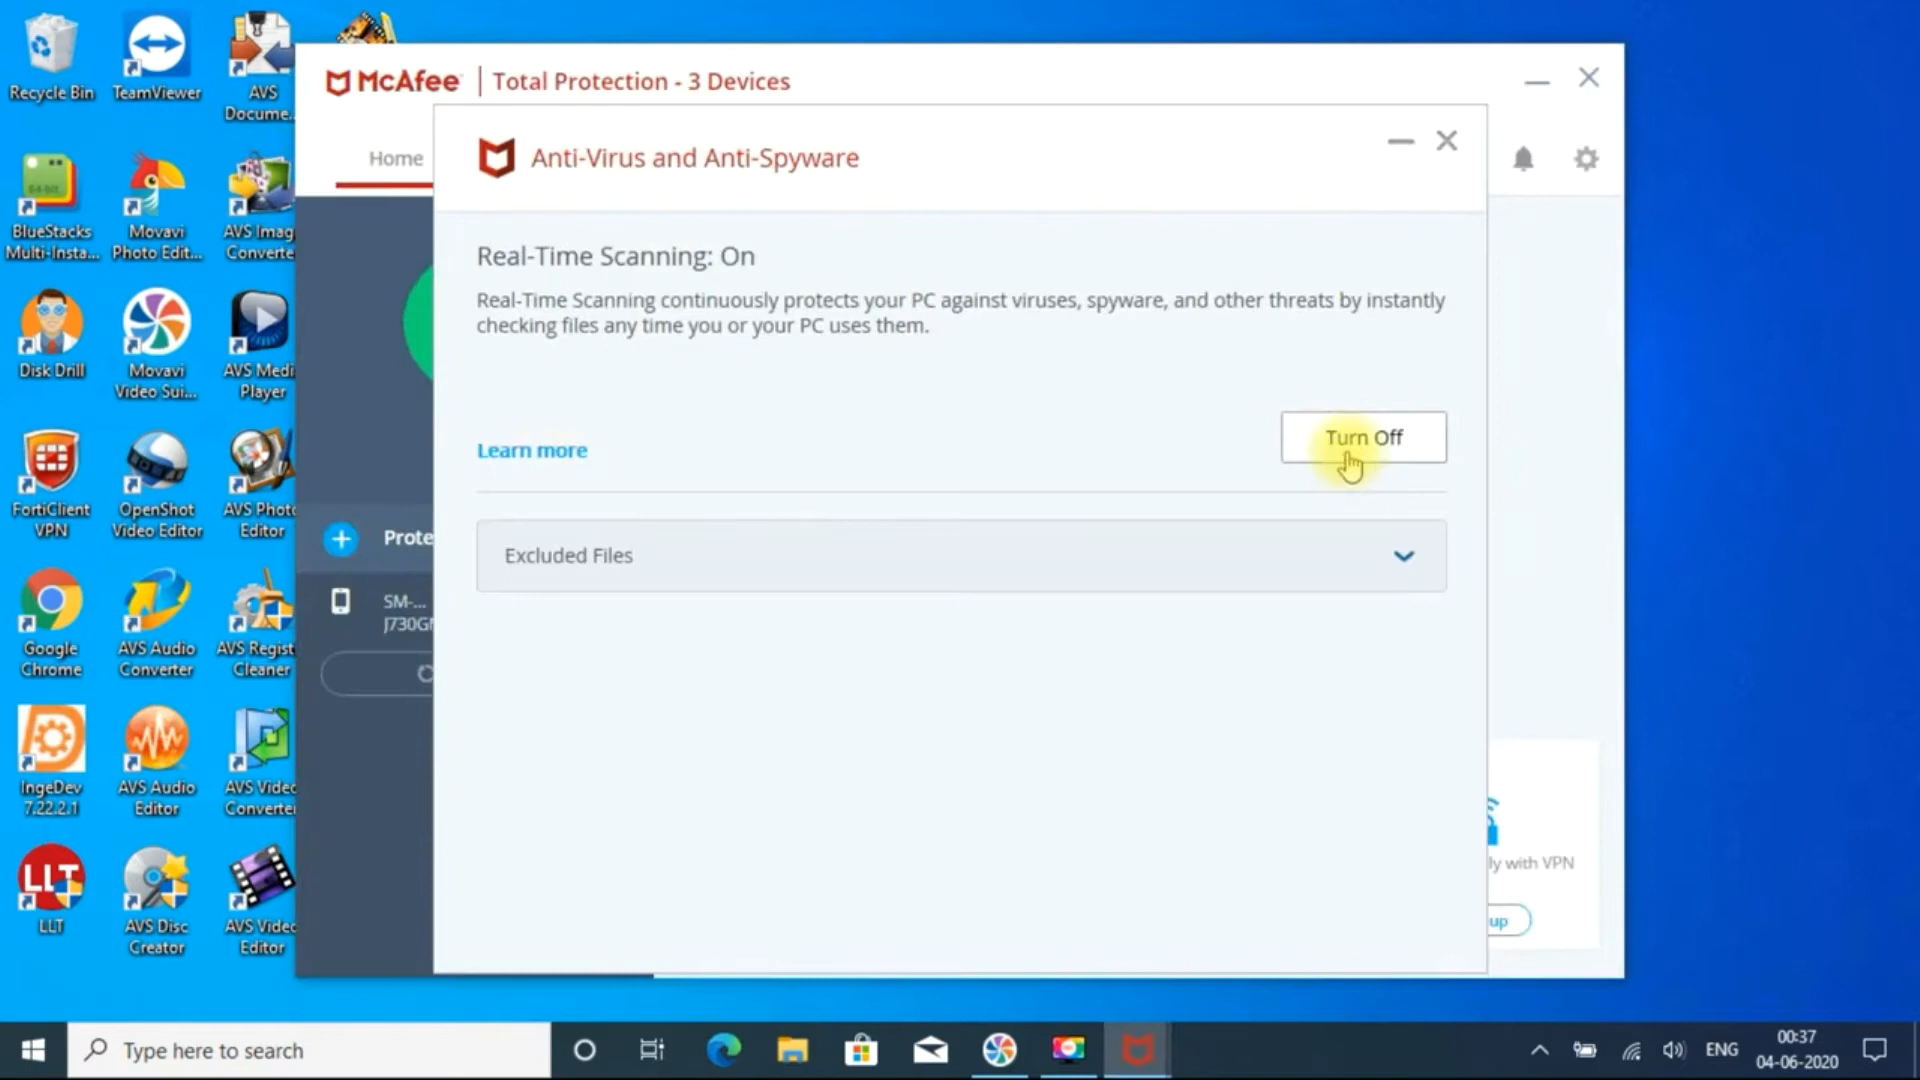 Recycle Bin
TeamViewer
AVS
Docume...
BlueStacks
Multi-Insta...
64-BIT
Movavi
Photo Edit...
AVS Imag
Converte
Disk Drill
Movavi
Video Sui...
AVS Medi
Player
FortiClient
VPN
OpenShot
Video Editor
AVS Photo
Editor
Google
Chrome
AVS Audio
Converter
AVS Regist
Cleaner
IngeDev
7.22.2.1
AVS Audio
Editor
AVS Video
Converte
LLT
LLT
AVS Disc
Creator
AVS Video
Editor
McAfee
Total Protection - 3 Devices
Home
Anti-Virus and Anti-Spyware
Real-Time Scanning: On
Real-Time Scanning continuously protects your PC against viruses, spyware, and other threats by instantly
checking files any time you or your PC uses them.
Turn Off
Learn more
Excluded Files
Prote
SM-...
J730G
ly with VPN
up
Type here to search
ENG
00:37
04-06-2020